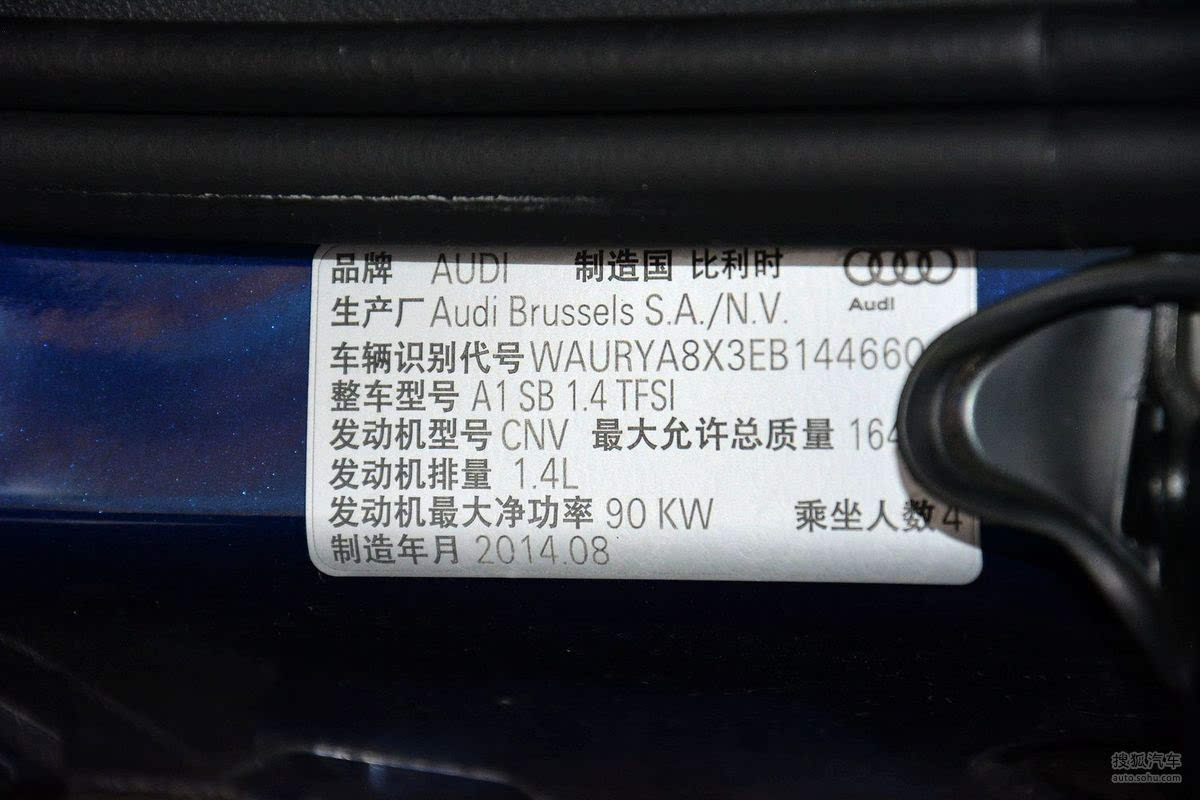 品牌 AUDI 制造国 比利时
Audi
生产厂 Audi Brussels S.A./N.V.
车辆识别代号 WAURYA8X3EB144660
整车型号 A1 SB 1.4 TFSI
发动机型号 CNV 最大允许总质量 164
发动机排量 1.4L
发动机最大净功率 90 KW 乘坐人数 4
制造年月 2014.08
搜狐汽车
auto.sohu.com